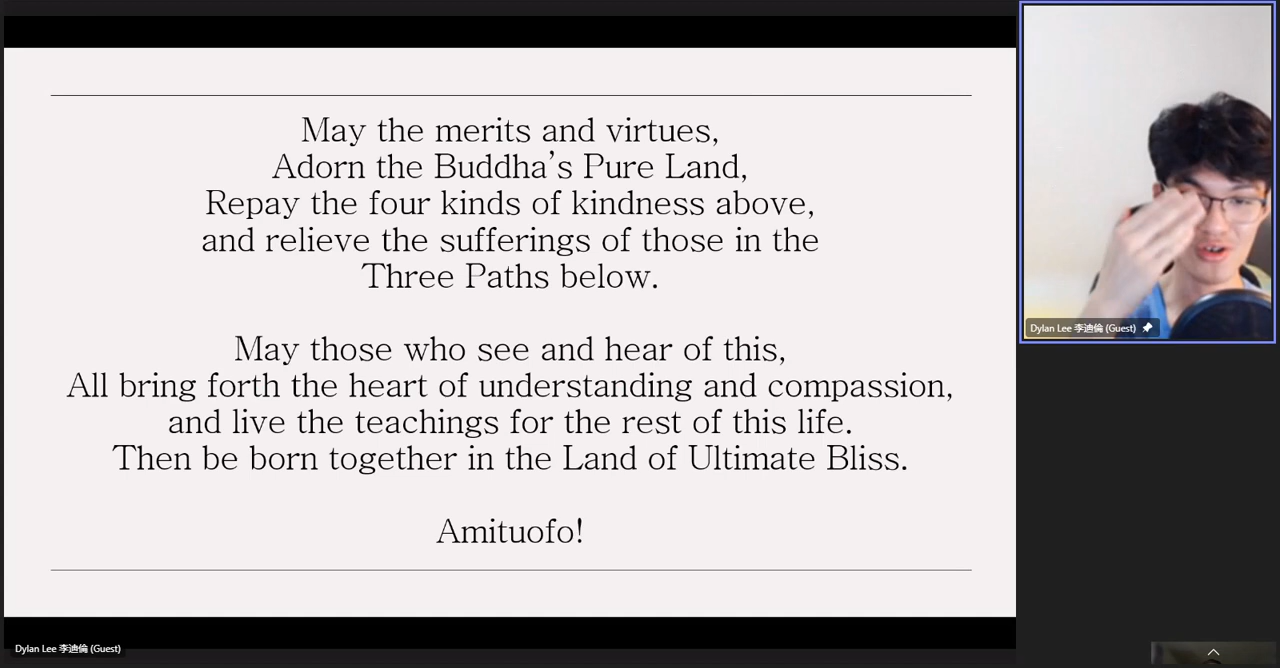 May the merits and virtues,
Adorn the Buddha’s Pure Land,
Repay the four kinds of kindness above,
and relieve the sufferings of those in the
Three Paths below.
May those who see and hear of this,
All bring forth the heart of understanding and compassion,
and live the teachings for the rest of this life.
Then be born together in the Land of Ultimate Bliss.
Amituofo!
Dylan Lee 李迪倫 (Guest)
Dylan Lee 李迪倫 (Guest)